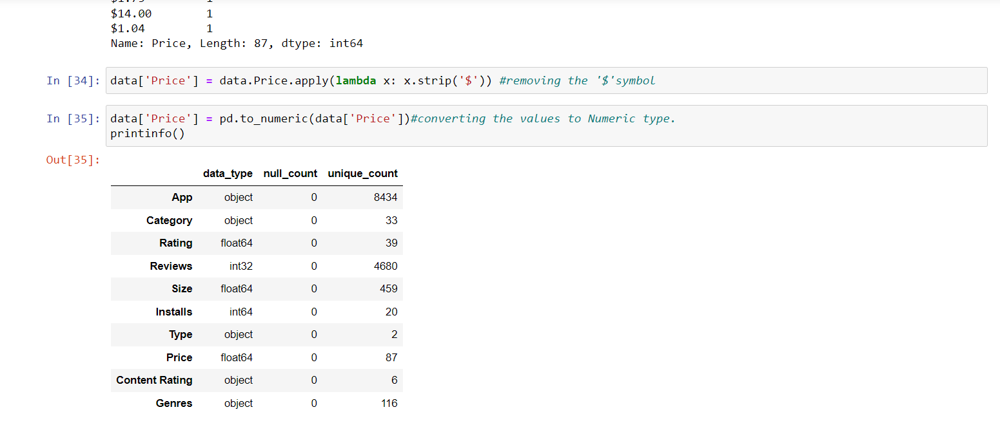 $14.00 1
$1.04 1
Name: Price, Length: 87, dtype: int64
In [34]: data['Price'] = data.Price.apply(lambda x: x.strip('$')) #removing the '$'symbol
In [35]: data['Price'] = pd.to_numeric(data['Price'])#converting the values to Numeric type.
printinfo()
Out[35]:
data_type null_count unique_count
App object 0 8434
Category object 0 33
Rating float64 0 39
Reviews int32 0 4680
Size float64 0 459
Installs int64 0 20
Type object 0 2
Price float64 0 87
Content Rating object 0 6
Genres object 0 116